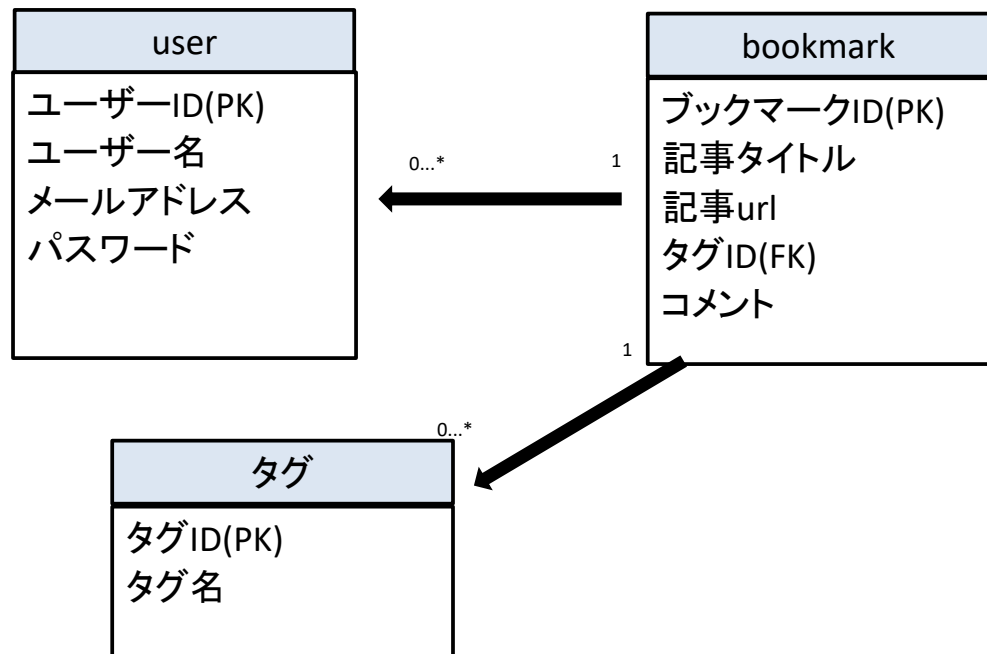 user
ユーザーID(PK)
ユーザー名
メールアドレス
パスワード
0...*
1
bookmark
ブックマークID(PK)
記事タイトル
記事url
タグID(FK)
コメント
1
0...*
タグ
タグID(PK)
タグ名